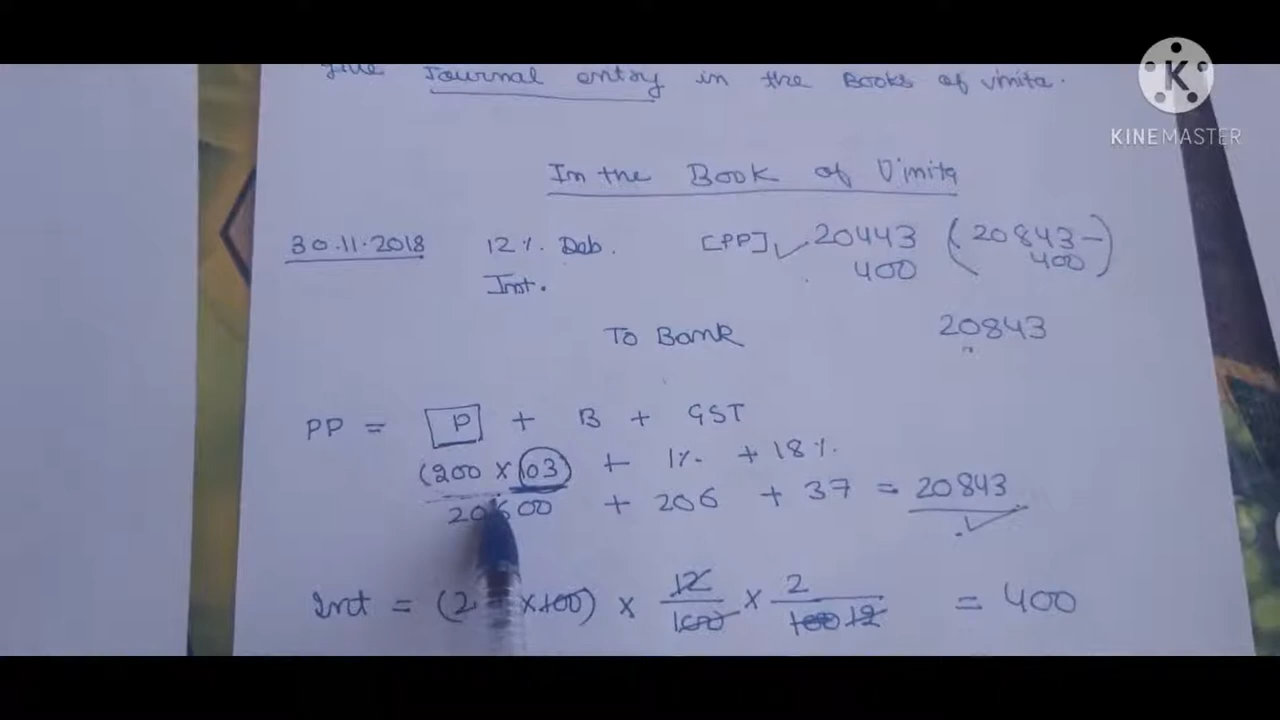 Journal entry in the Books of vinita.
KINEMASTER
In the Book of Vinita
30.11.2018 12%. Deb. [PP] 20443 (20843-
Int. 400 400)
To Bank 20843
PP = P + B + GST
(200 x 103) + 1%. + 18%.
20600 + 206 + 37 = 20843
Int = (2 x100) x 12/100 x 2/100 12 = 400